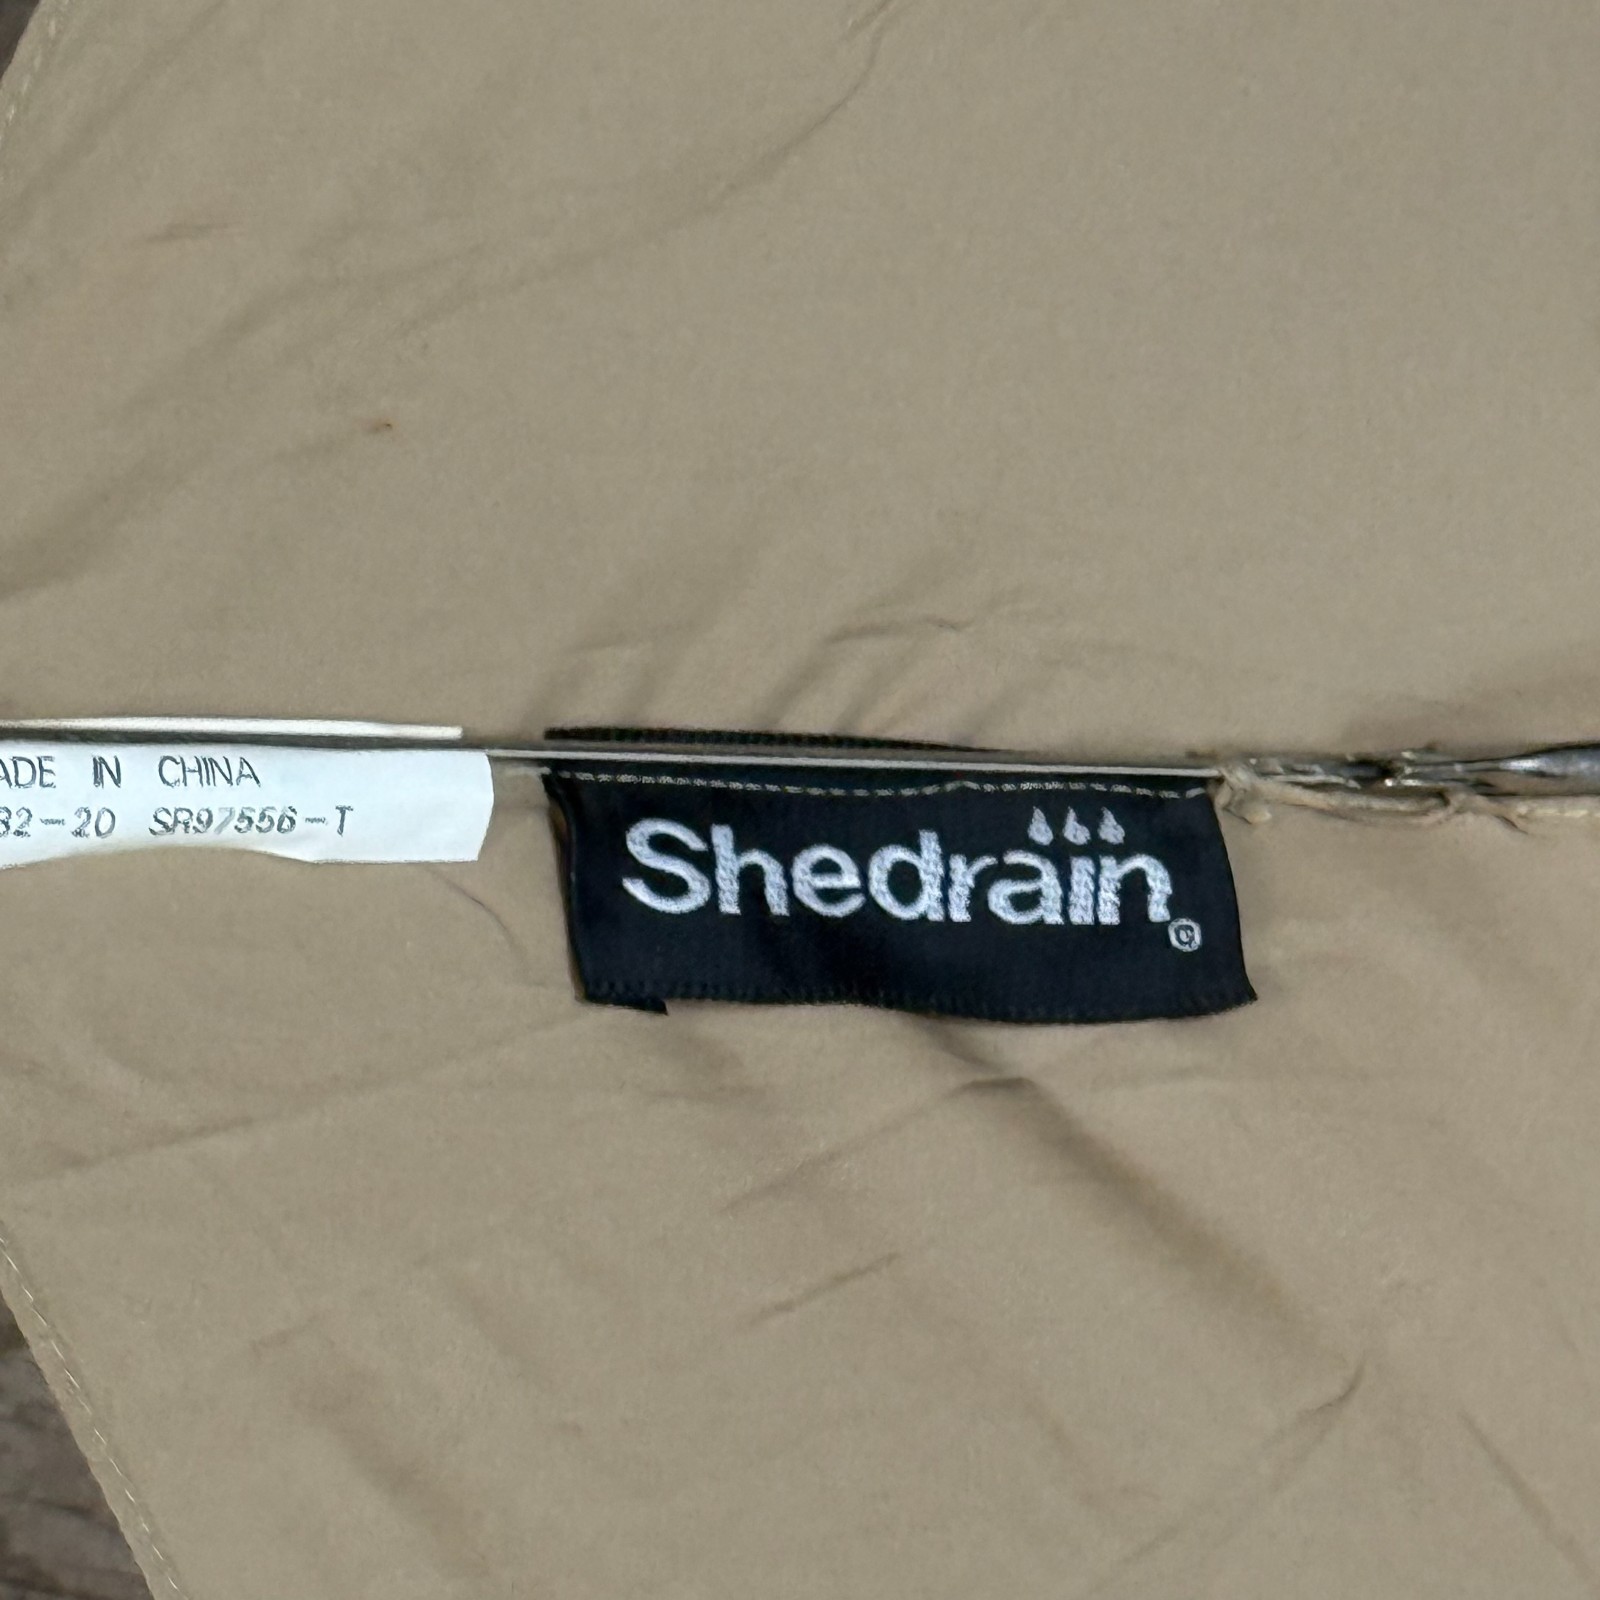 ADE IN CHINA
32-20 SR97556-T
Shedrain